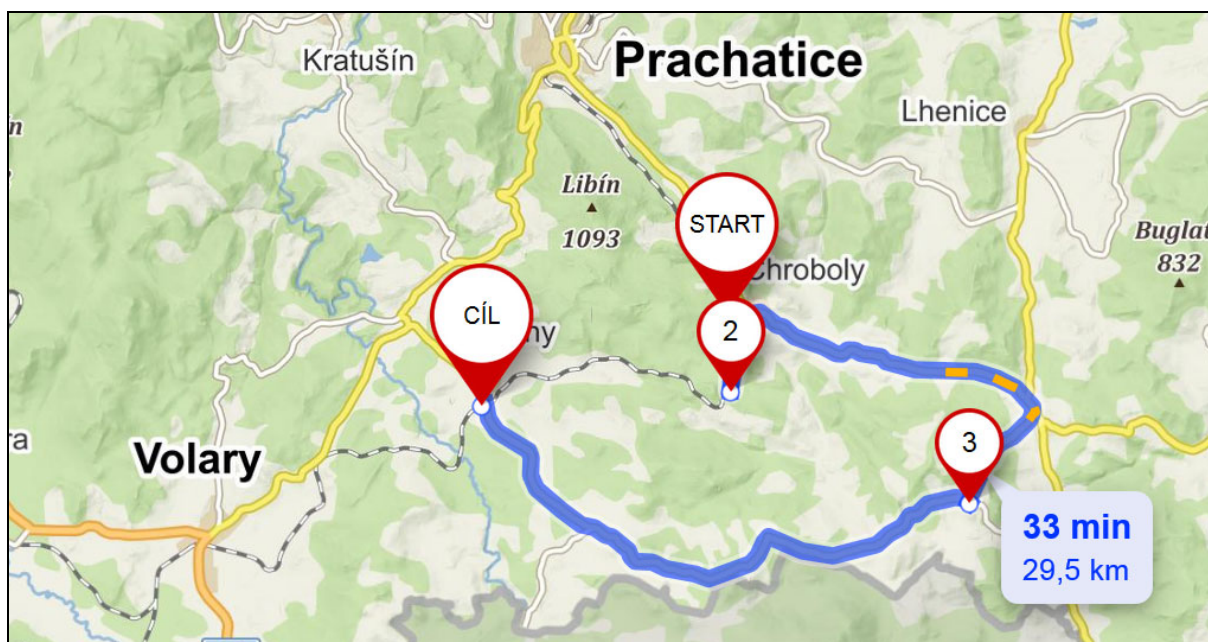 Kratušín
Prachatice
Lhenice
Libín
1093
START
Buglat
832
Chroboly
CÍL
2
Volary
3
33 min
29,5 km